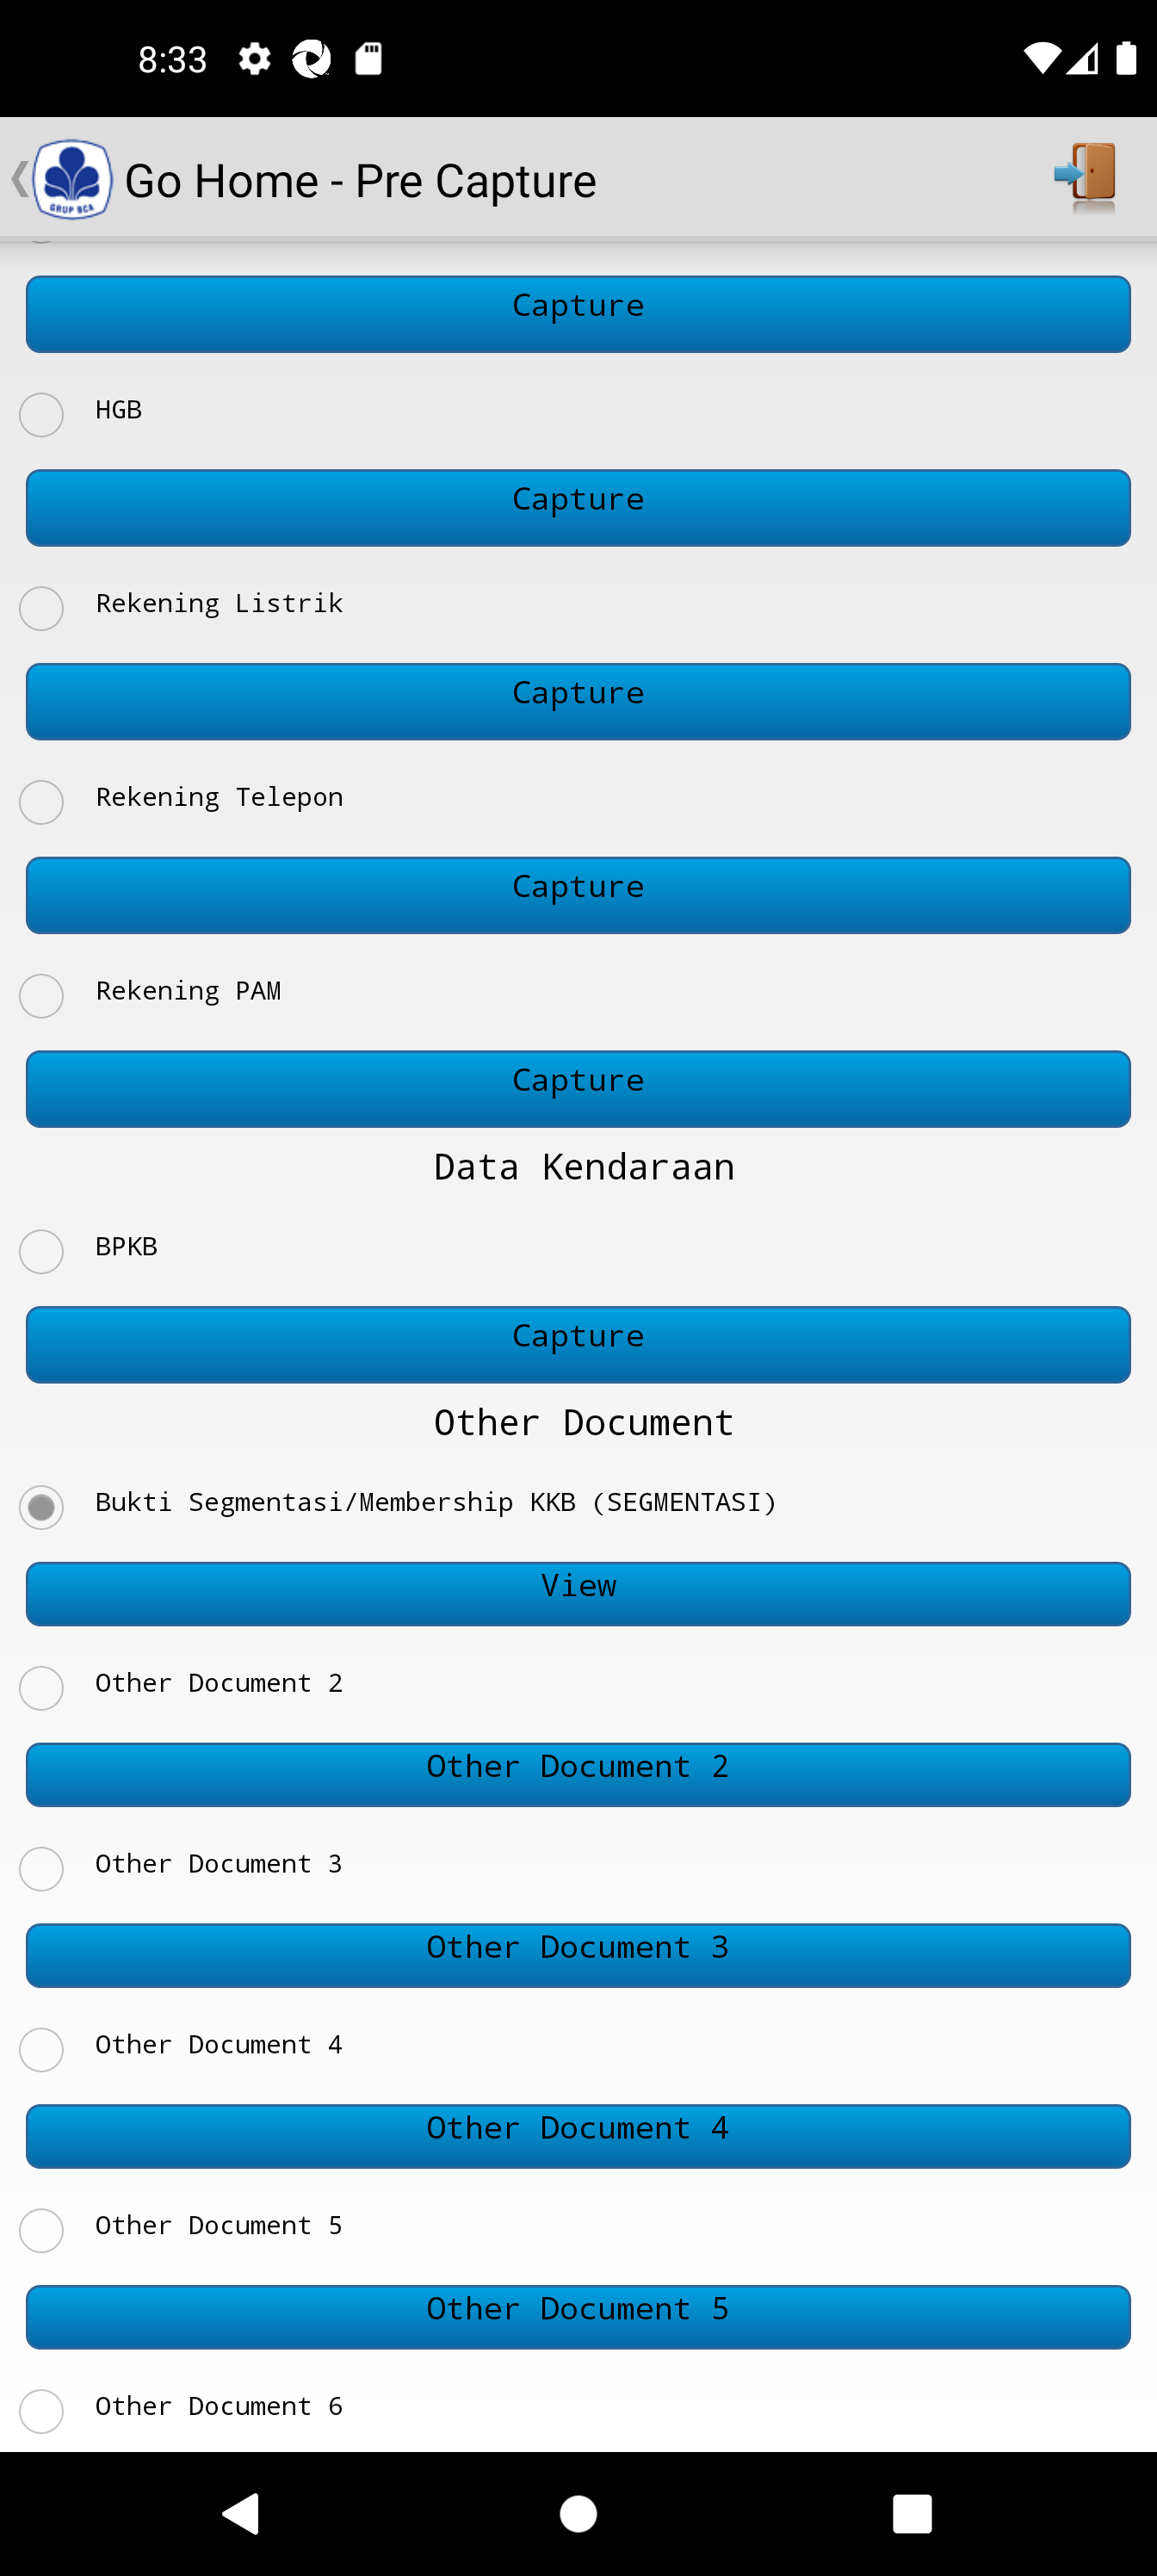 8:33
GRUP BCA
Go Home - Pre Capture
Capture
HGB
Capture
Rekening Listrik
Capture
Rekening Telepon
Capture
Rekening PAM
Capture
Data Kendaraan
BPKB
Capture
Other Document
Bukti Segmentasi/Membership KKB (SEGMENTASI)
View
Other Document 2
Other Document 2
Other Document 3
Other Document 3
Other Document 4
Other Document 4
Other Document 5
Other Document 5
Other Document 6